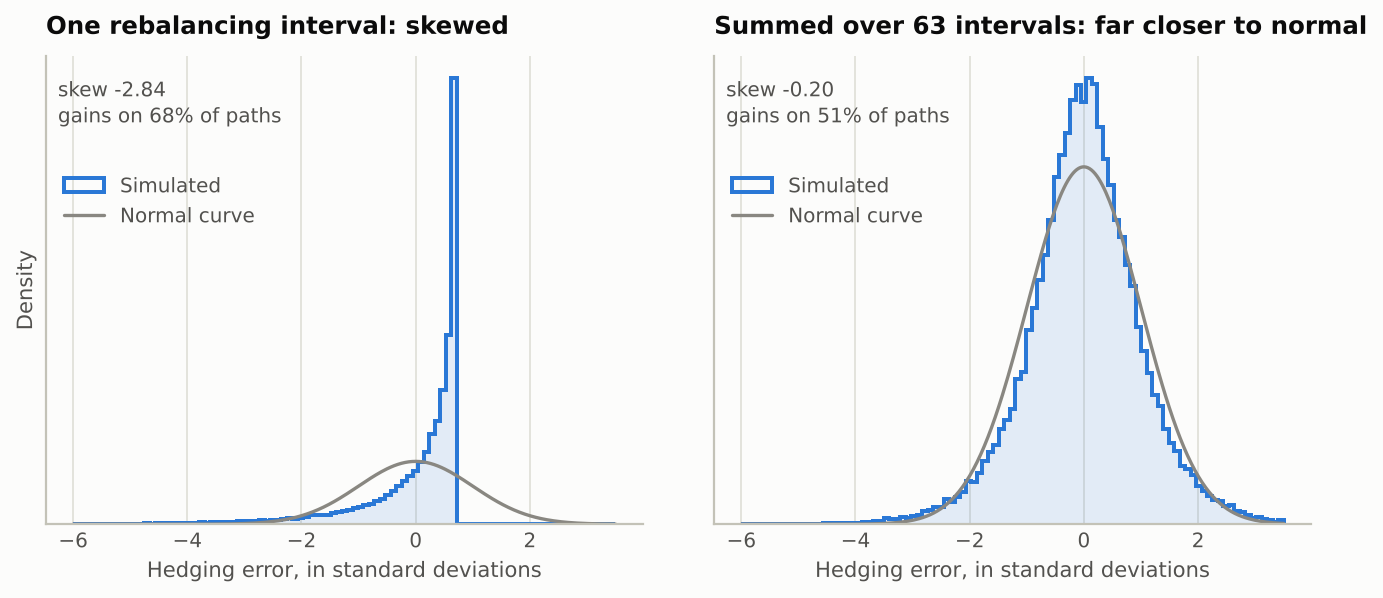 One rebalancing interval: skewed
skew -2.84
gains on 68% of paths
Simulated
Normal curve
Density
−6 −4 −2 0 2
Hedging error, in standard deviations
Summed over 63 intervals: far closer to normal
skew -0.20
gains on 51% of paths
Simulated
Normal curve
−6 −4 −2 0 2
Hedging error, in standard deviations